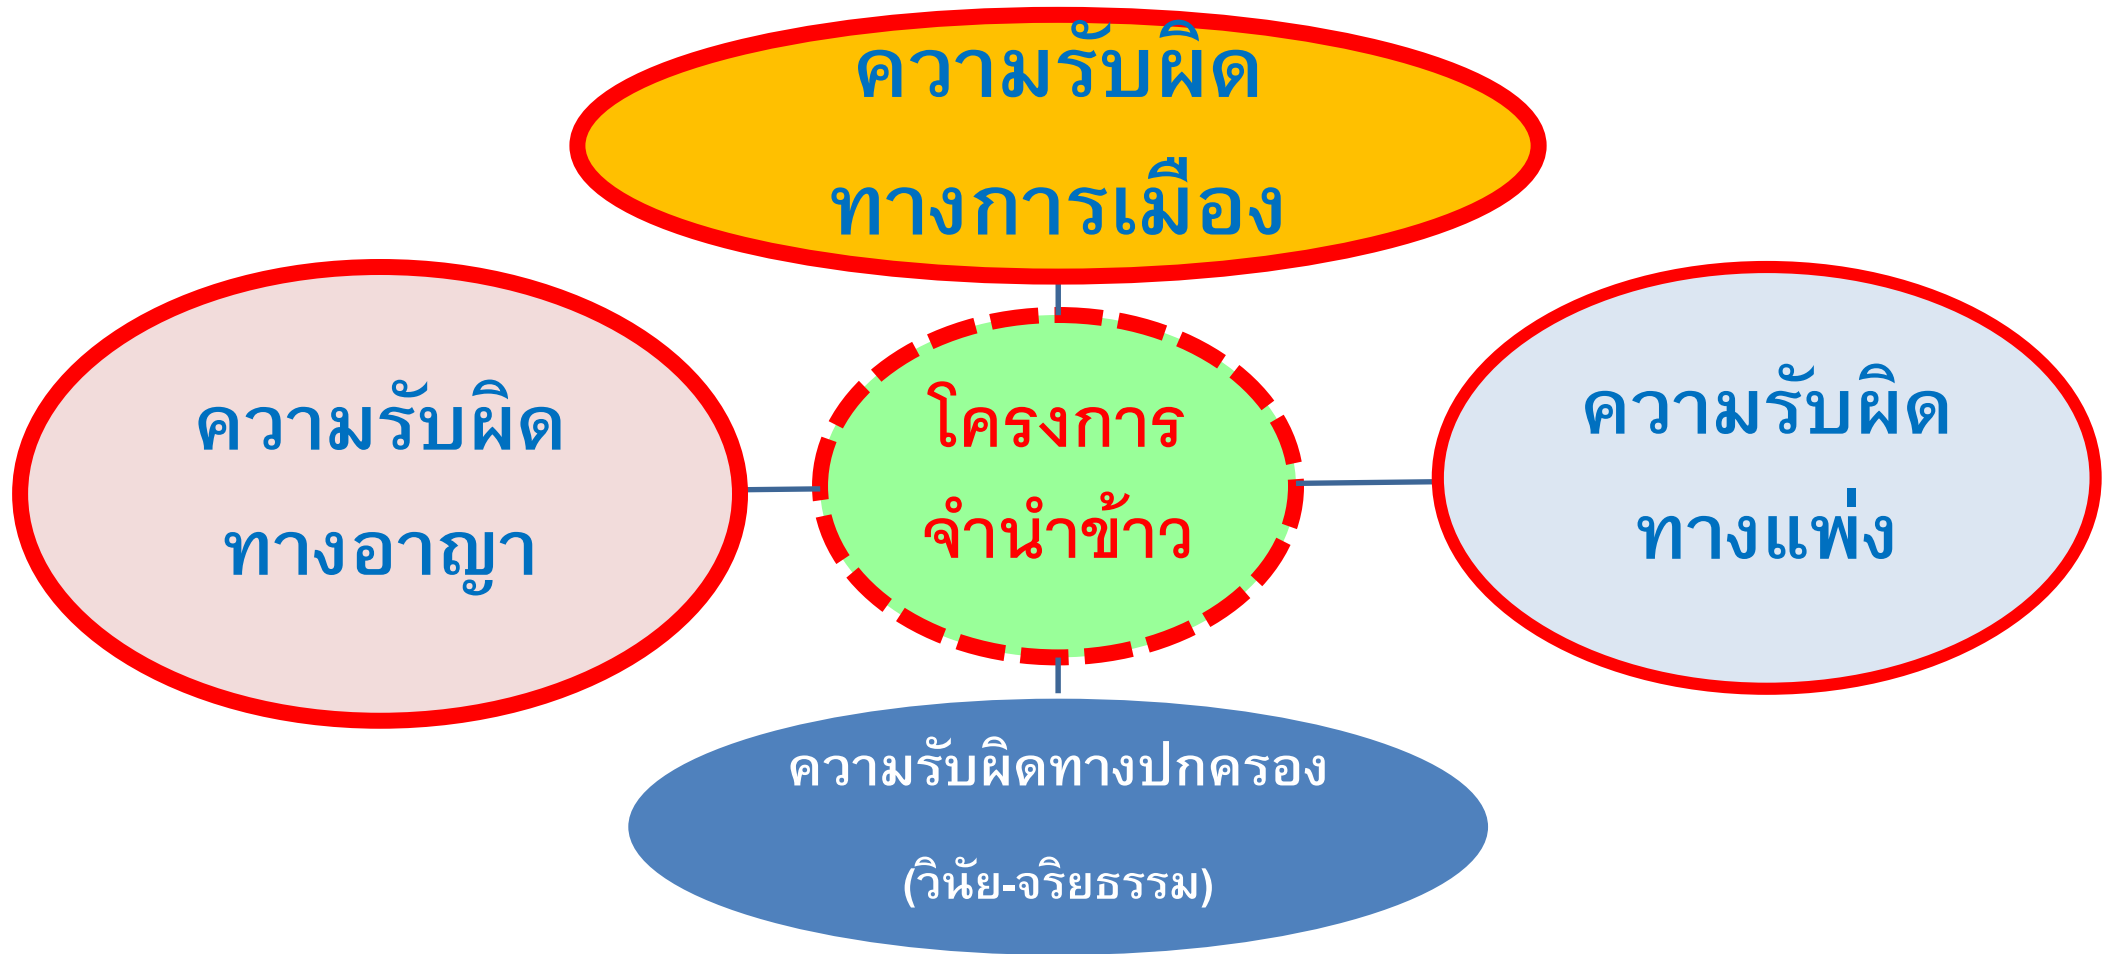 ความรับผิด
ทางการเมือง
ความรับผิด
ทางอาญา
โครงการ
จำนำข้าว
ความรับผิด
ทางแพ่ง
ความรับผิดทางปกครอง
(วินัย-จริยธรรม)